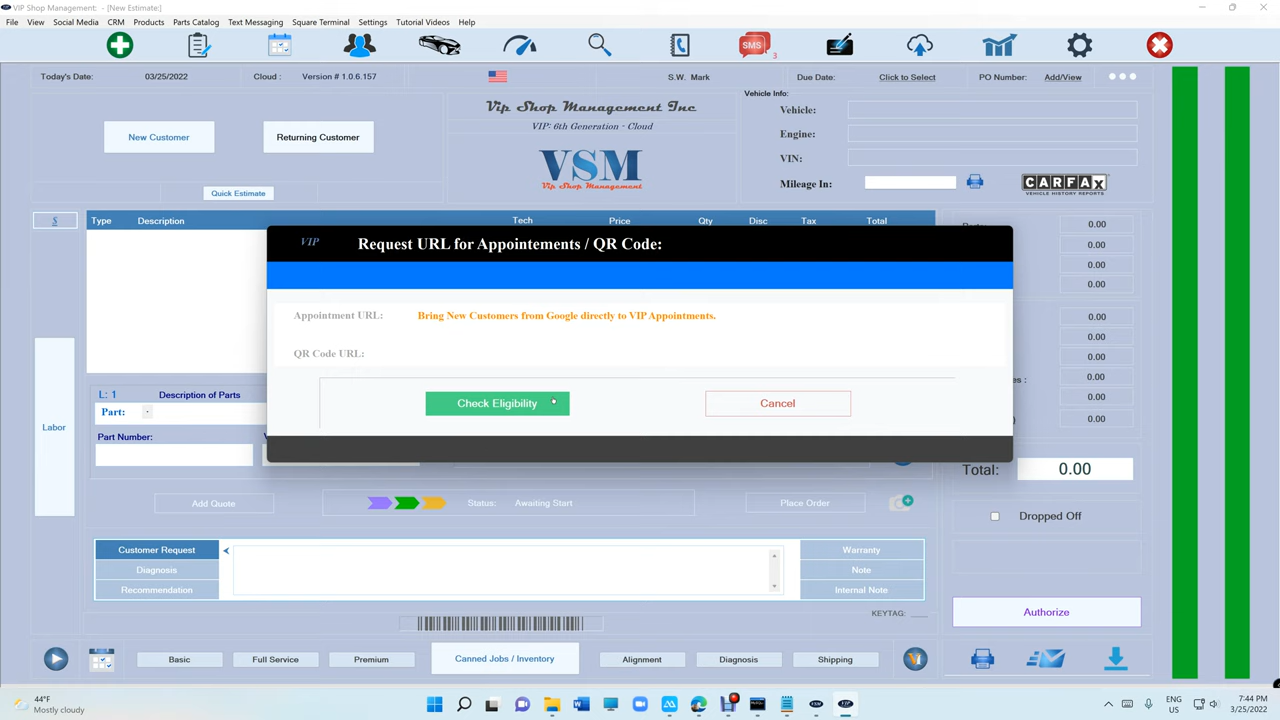 VIP Shop Management: - [New Estimate:]
File View Social Media CRM Products Parts Catalog Text Messaging Square Terminal Settings Tutorial Videos Help
SMS 3
Today's Date: 03/25/2022 Cloud : Version # 1.0.6.157 S.W. Mark Due Date: Click to Select PO Number: Add/View
Vehicle Info:
New Customer Returning Customer
Quick Estimate
Vip Shop Management Inc
VIP: 6th Generation - Cloud
VSM
Vip Shop Management
Vehicle:
Engine:
VIN:
Mileage In:
CARFAX
VEHICLE HISTORY REPORTS
$ Type Description Tech Price Qty Disc Tax Total
0.00
0.00
0.00
0.00
0.00
0.00
0.00
0.00
es :
0.00
0.00
Total: 0.00
VIP Request URL for Appointements / QR Code:
Appointment URL: Bring New Customers from Google directly to VIP Appointments.
QR Code URL:
Check Eligibility Cancel
Labor
L: 1 Description of Parts
Part:
Part Number:
Add Quote Status: Awaiting Start Place Order
Dropped Off
Customer Request
Diagnosis
Recommendation
Warranty
Note
Internal Note
KEYTAG: ____
Authorize
Basic Full Service Premium Canned Jobs / Inventory Alignment Diagnosis Shipping
44°F
Mostly cloudy
VSM VIP
ENG
US
7:44 PM
3/25/2022